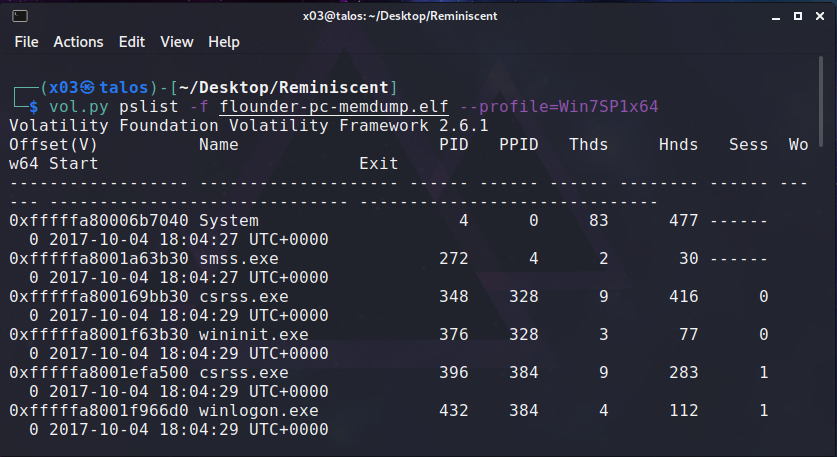 x03@talos:~/Desktop/Reminiscent
File Actions Edit View Help
┌──(x03㉿talos)-[~/Desktop/Reminiscent]
└─$ vol.py pslist -f flounder-pc-memdump.elf --profile=Win7SP1x64
Volatility Foundation Volatility Framework 2.6.1
Offset(V)          Name                    PID   PPID   Thds     Hnds   Sess  Wo
w64 Start                          Exit
------------------ -------------------- ------ ------ ------ -------- ------ ---
--- ------------------------------ ------------------------------
0xfffffa80006b7040 System                    4      0     83      477 ------
  0 2017-10-04 18:04:27 UTC+0000
0xfffffa8001a63b30 smss.exe                272      4      2       30 ------
  0 2017-10-04 18:04:27 UTC+0000
0xfffffa800169bb30 csrss.exe               348    328      9      416      0
  0 2017-10-04 18:04:29 UTC+0000
0xfffffa8001f63b30 wininit.exe             376    328      3       77      0
  0 2017-10-04 18:04:29 UTC+0000
0xfffffa8001efa500 csrss.exe               396    384      9      283      1
  0 2017-10-04 18:04:29 UTC+0000
0xfffffa8001f966d0 winlogon.exe            432    384      4      112      1
  0 2017-10-04 18:04:29 UTC+0000